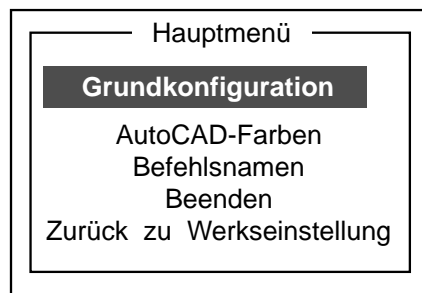 Hauptmenü
Grundkonfiguration
AutoCAD-Farben
Befehlsnamen
Beenden
Zurück zu Werkseinstellung